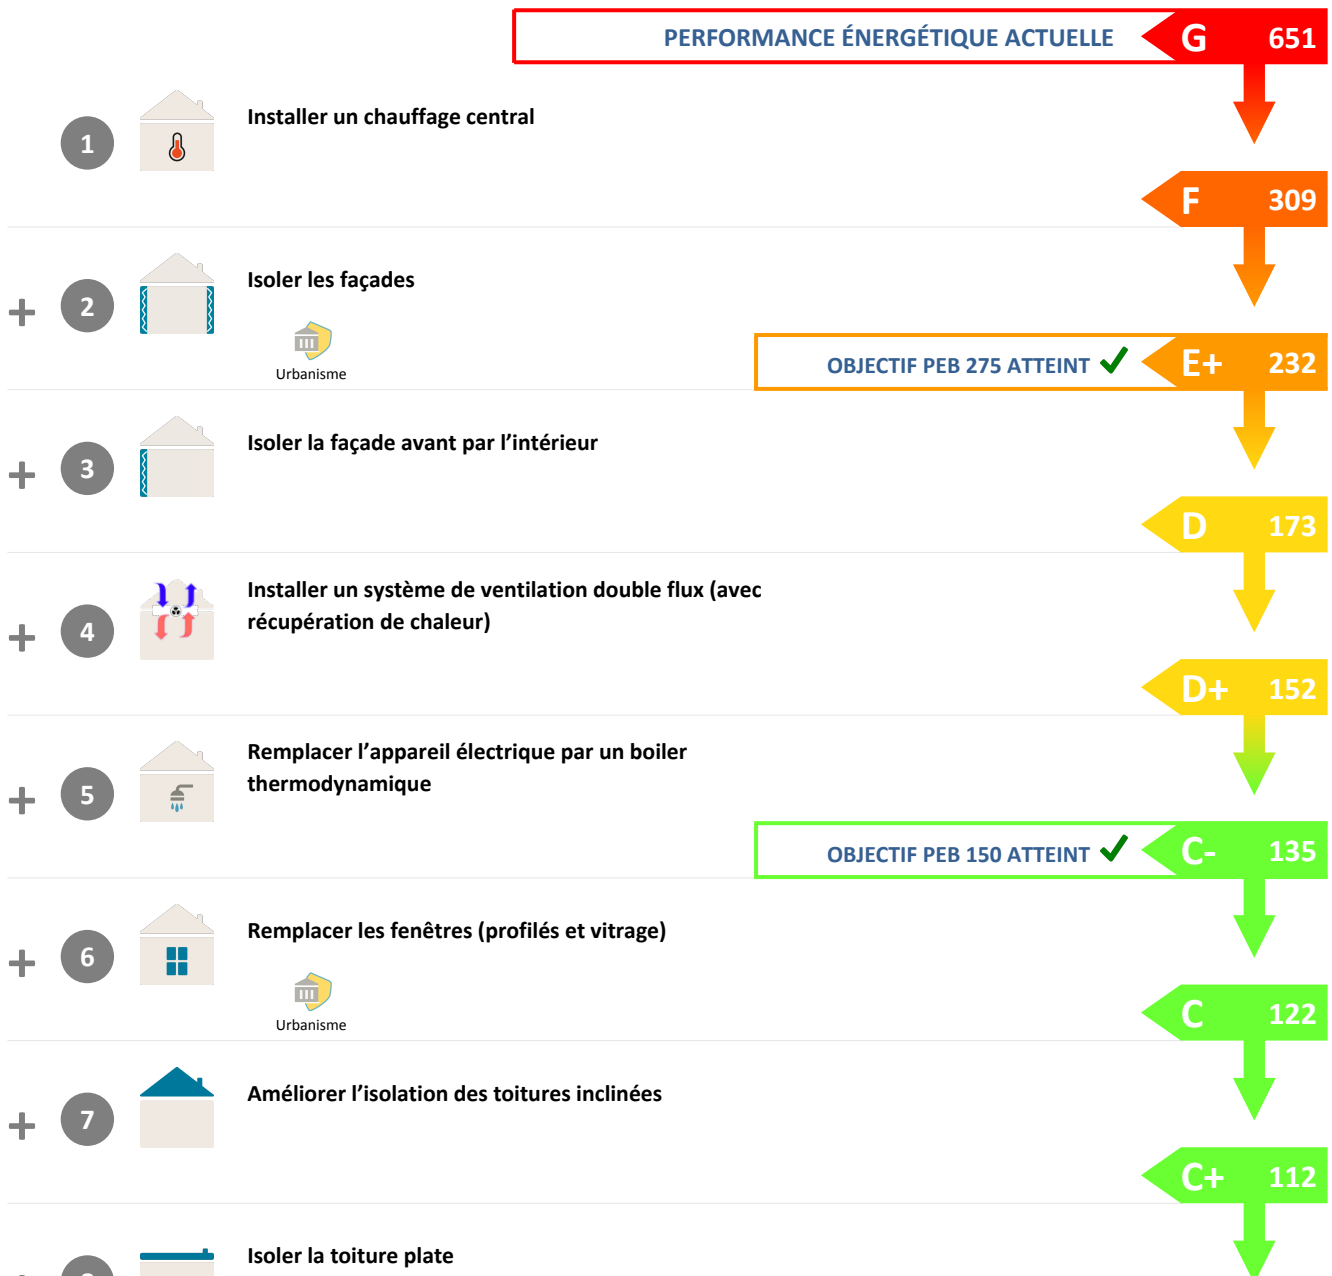 PERFORMANCE ÉNERGÉTIQUE ACTUELLE G 651
1 Installer un chauffage central
F 309
+ 2 Isoler les façades
Urbanisme
OBJECTIF PEB 275 ATTEINT E+ 232
+ 3 Isoler la façade avant par l’intérieur
D 173
+ 4 Installer un système de ventilation double flux (avec
récupération de chaleur)
D+ 152
+ 5 Remplacer l’appareil électrique par un boiler
thermodynamique
OBJECTIF PEB 150 ATTEINT C- 135
+ 6 Remplacer les fenêtres (profilés et vitrage)
Urbanisme
C 122
+ 7 Améliorer l’isolation des toitures inclinées
C+ 112
Isoler la toiture plate